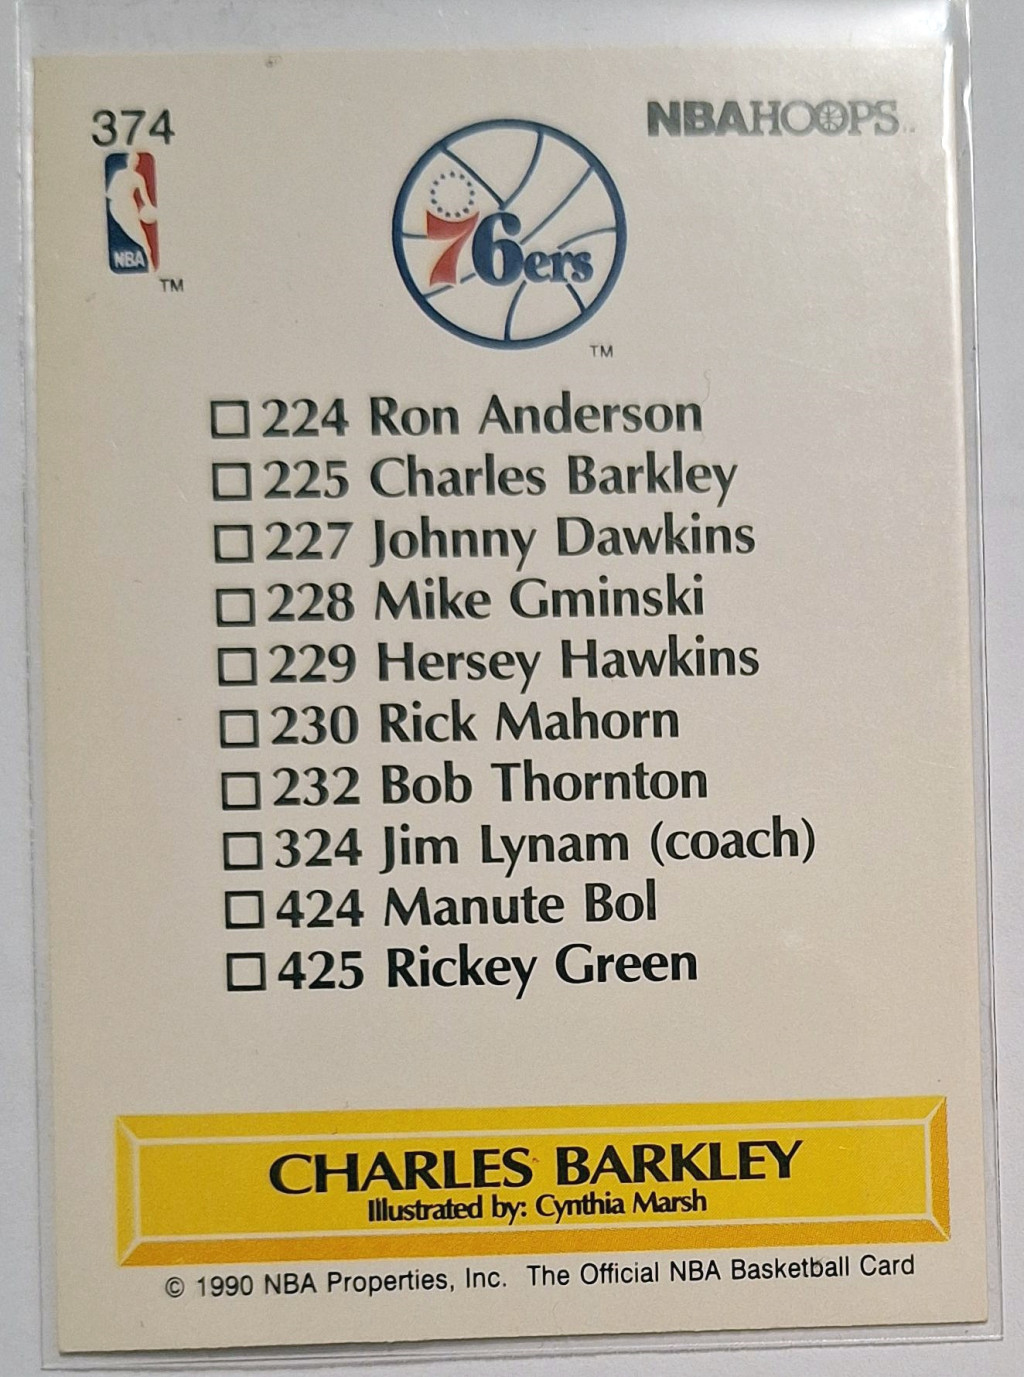 374
NBAHOOPS
NBA
TM
76ers
TM
224 Ron Anderson
225 Charles Barkley
227 Johnny Dawkins
228 Mike Gminski
229 Hersey Hawkins
230 Rick Mahorn
232 Bob Thornton
324 Jim Lynam (coach)
424 Manute Bol
425 Rickey Green
CHARLES BARKLEY
Illustrated by: Cynthia Marsh
© 1990 NBA Properties, Inc. The Official NBA Basketball Card